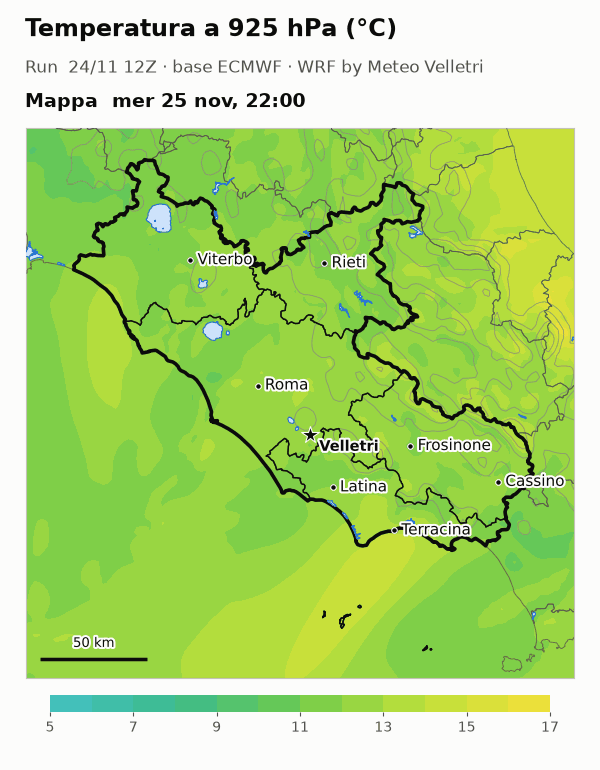 Temperatura a 925 hPa (°C)
Run  24/11 12Z · base ECMWF · WRF by Meteo Velletri
Mappa  mer 25 nov, 22:00
Viterbo
Rieti
Roma
Velletri
Frosinone
Latina
Cassino
Terracina
50 km
5 7 9 11 13 15 17